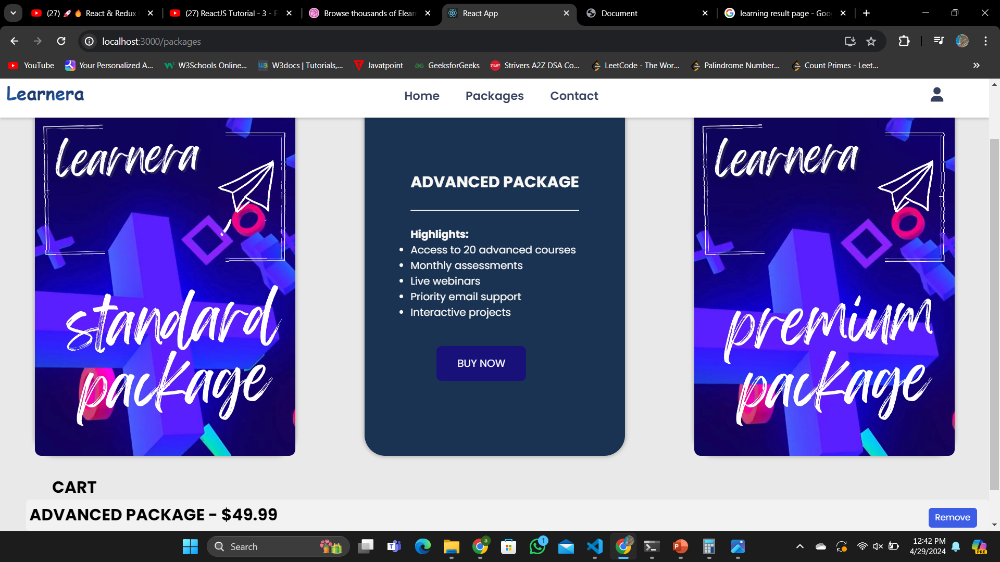 (27) 🚀🔥 React & Redux
(27) ReactJS Tutorial - 3 - F
Browse thousands of Elearn
React App
Document
learning result page - Goo
localhost:3000/packages
YouTube
Your Personalized A...
W3Schools Online...
W3docs | Tutorials,...
Javatpoint
GeeksforGeeks
Strivers A2Z DSA Co...
LeetCode - The Wor...
Palindrome Number...
Count Primes - Leet...
Learnera
Home
Packages
Contact
Learnera
standard
package
ADVANCED PACKAGE
Highlights:
Access to 20 advanced courses
Monthly assessments
Live webinars
Priority email support
Interactive projects
BUY NOW
Learnera
premium
package
CART
ADVANCED PACKAGE - $49.99
Remove
Search
1
12:42 PM
4/29/2024
PRE